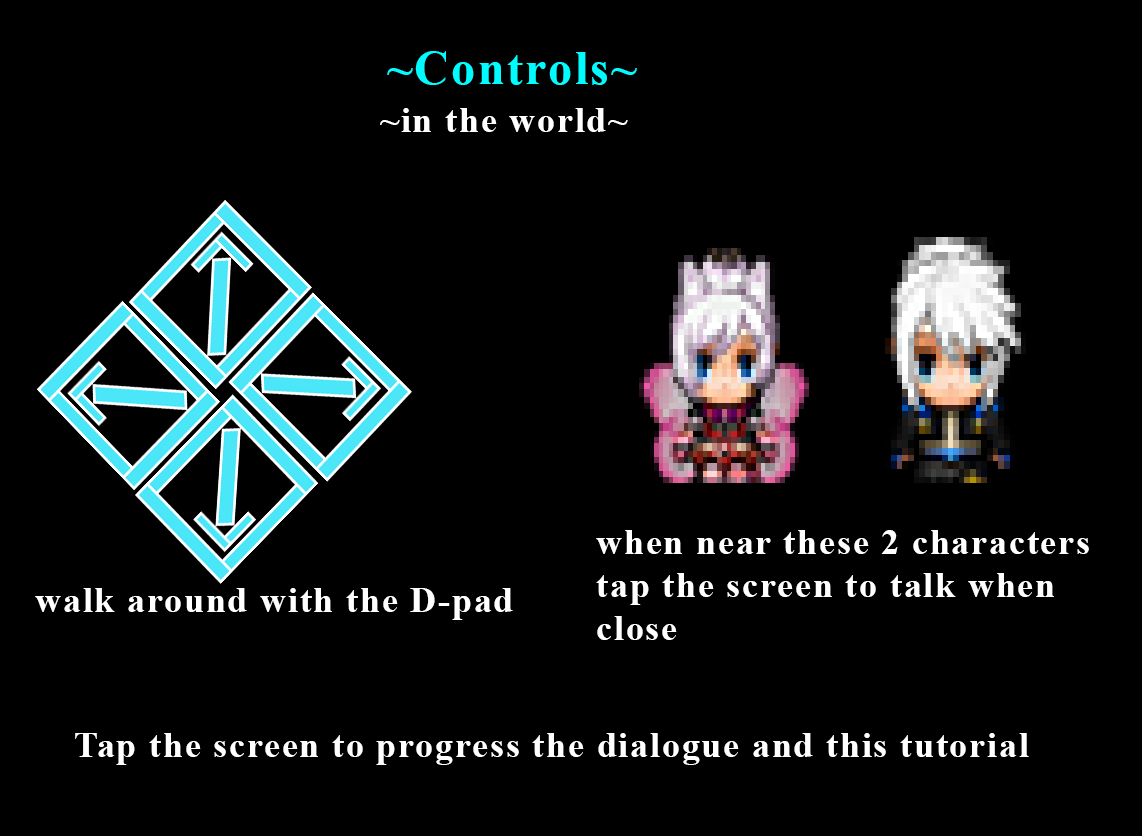 ~Controls~
~in the world~
walk around with the D-pad
when near these 2 characters
tap the screen to talk when
close
Tap the screen to progress the dialogue and this tutorial